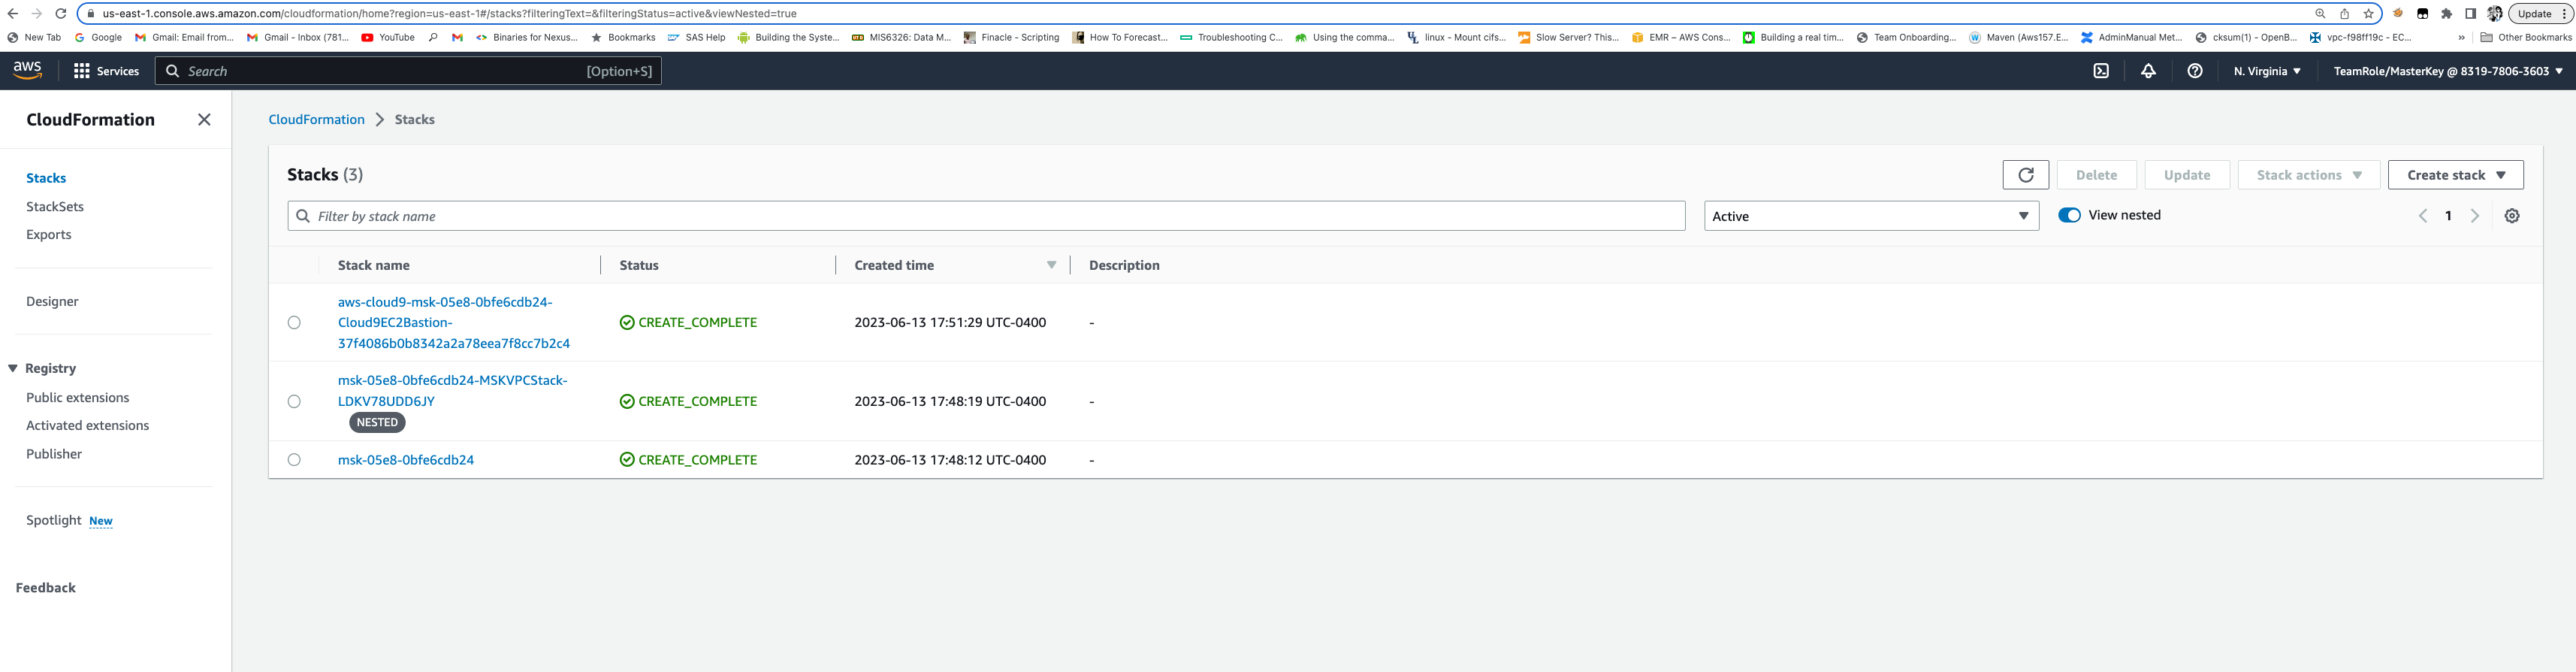 us-east-1.console.aws.amazon.com/cloudformation/home?region=us-east-1#/stacks?filteringText=&filteringStatus=active&viewNested=true
Update
New Tab Google Gmail: Email from... Gmail - Inbox (781... YouTube Binaries for Nexus... Bookmarks SAS Help Building the Syste... MIS6326: Data M... Finacle - Scripting How To Forecast... Troubleshooting C... Using the comma... linux - Mount cifs... Slow Server? This... EMR – AWS Cons... Building a real tim... Team Onboarding... Maven (Aws157.E... AdminManual Met... cksum(1) - OpenB... vpc-f98ff19c - EC... » Other Bookmarks
aws Services Search [Option+S] N. Virginia TeamRole/MasterKey @ 8319-7806-3603
CloudFormation
Stacks
StackSets
Exports
Designer
Registry
Public extensions
Activated extensions
Publisher
Spotlight New
Feedback
CloudFormation Stacks
Stacks (3)
Delete Update Stack actions Create stack
Filter by stack name Active View nested 1
Stack name Status Created time Description
aws-cloud9-msk-05e8-0bfe6cdb24-
Cloud9EC2Bastion-
37f4086b0b8342a2a78eea7f8cc7b2c4
CREATE_COMPLETE 2023-06-13 17:51:29 UTC-0400 -
msk-05e8-0bfe6cdb24-MSKVPCStack-
LDKV78UDD6JY
NESTED
CREATE_COMPLETE 2023-06-13 17:48:19 UTC-0400 -
msk-05e8-0bfe6cdb24 CREATE_COMPLETE 2023-06-13 17:48:12 UTC-0400 -